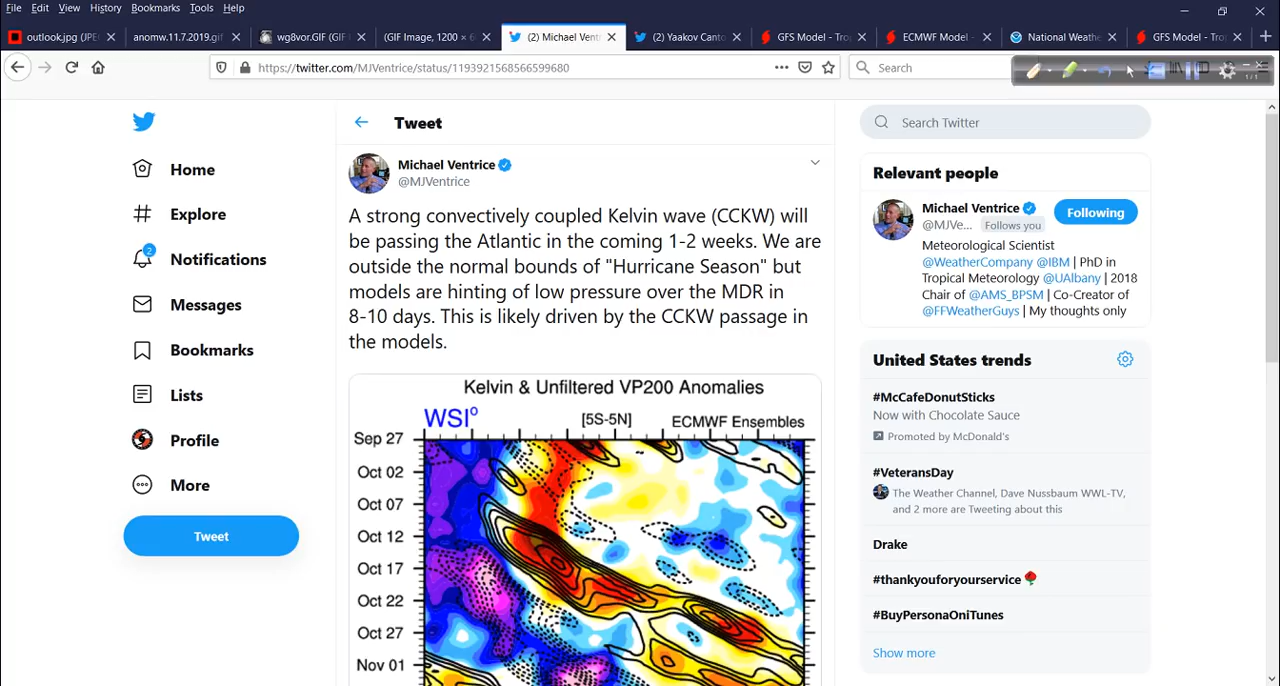 File Edit View History Bookmarks Tools Help
outlook.jpg (JPE
anomw.11.7.2019.gif
wg8vor.GIF (GIF
(GIF Image, 1200 × 6
(2) Michael Ventr
(2) Yaakov Canto
GFS Model - Trop
ECMWF Model -
National Weathe
GFS Model - Trop
https://twitter.com/MJVentrice/status/1193921568566599680
Search
1/1
Tweet
Search Twitter
Home
Explore
2
Notifications
Messages
Bookmarks
Lists
Profile
More
Tweet
Michael Ventrice
@MJVentrice
A strong convectively coupled Kelvin wave (CCKW) will
be passing the Atlantic in the coming 1-2 weeks. We are
outside the normal bounds of "Hurricane Season" but
models are hinting of low pressure over the MDR in
8-10 days. This is likely driven by the CCKW passage in
the models.
Kelvin & Unfiltered VP200 Anomalies
WSIº
[5S-5N]
ECMWF Ensembles
Sep 27
Oct 02
Oct 07
Oct 12
Oct 17
Oct 22
Oct 27
Nov 01
Relevant people
Michael Ventrice
@MJVe... Follows you
Following
Meteorological Scientist
@WeatherCompany @IBM | PhD in
Tropical Meteorology @UAlbany | 2018
Chair of @AMS_BPSM | Co-Creator of
@FFWeatherGuys | My thoughts only
United States trends
#McCafeDonutSticks
Now with Chocolate Sauce
Promoted by McDonald's
#VeteransDay
The Weather Channel, Dave Nussbaum WWL-TV,
and 2 more are Tweeting about this
Drake
#thankyouforyourservice
#BuyPersonaOniTunes
Show more